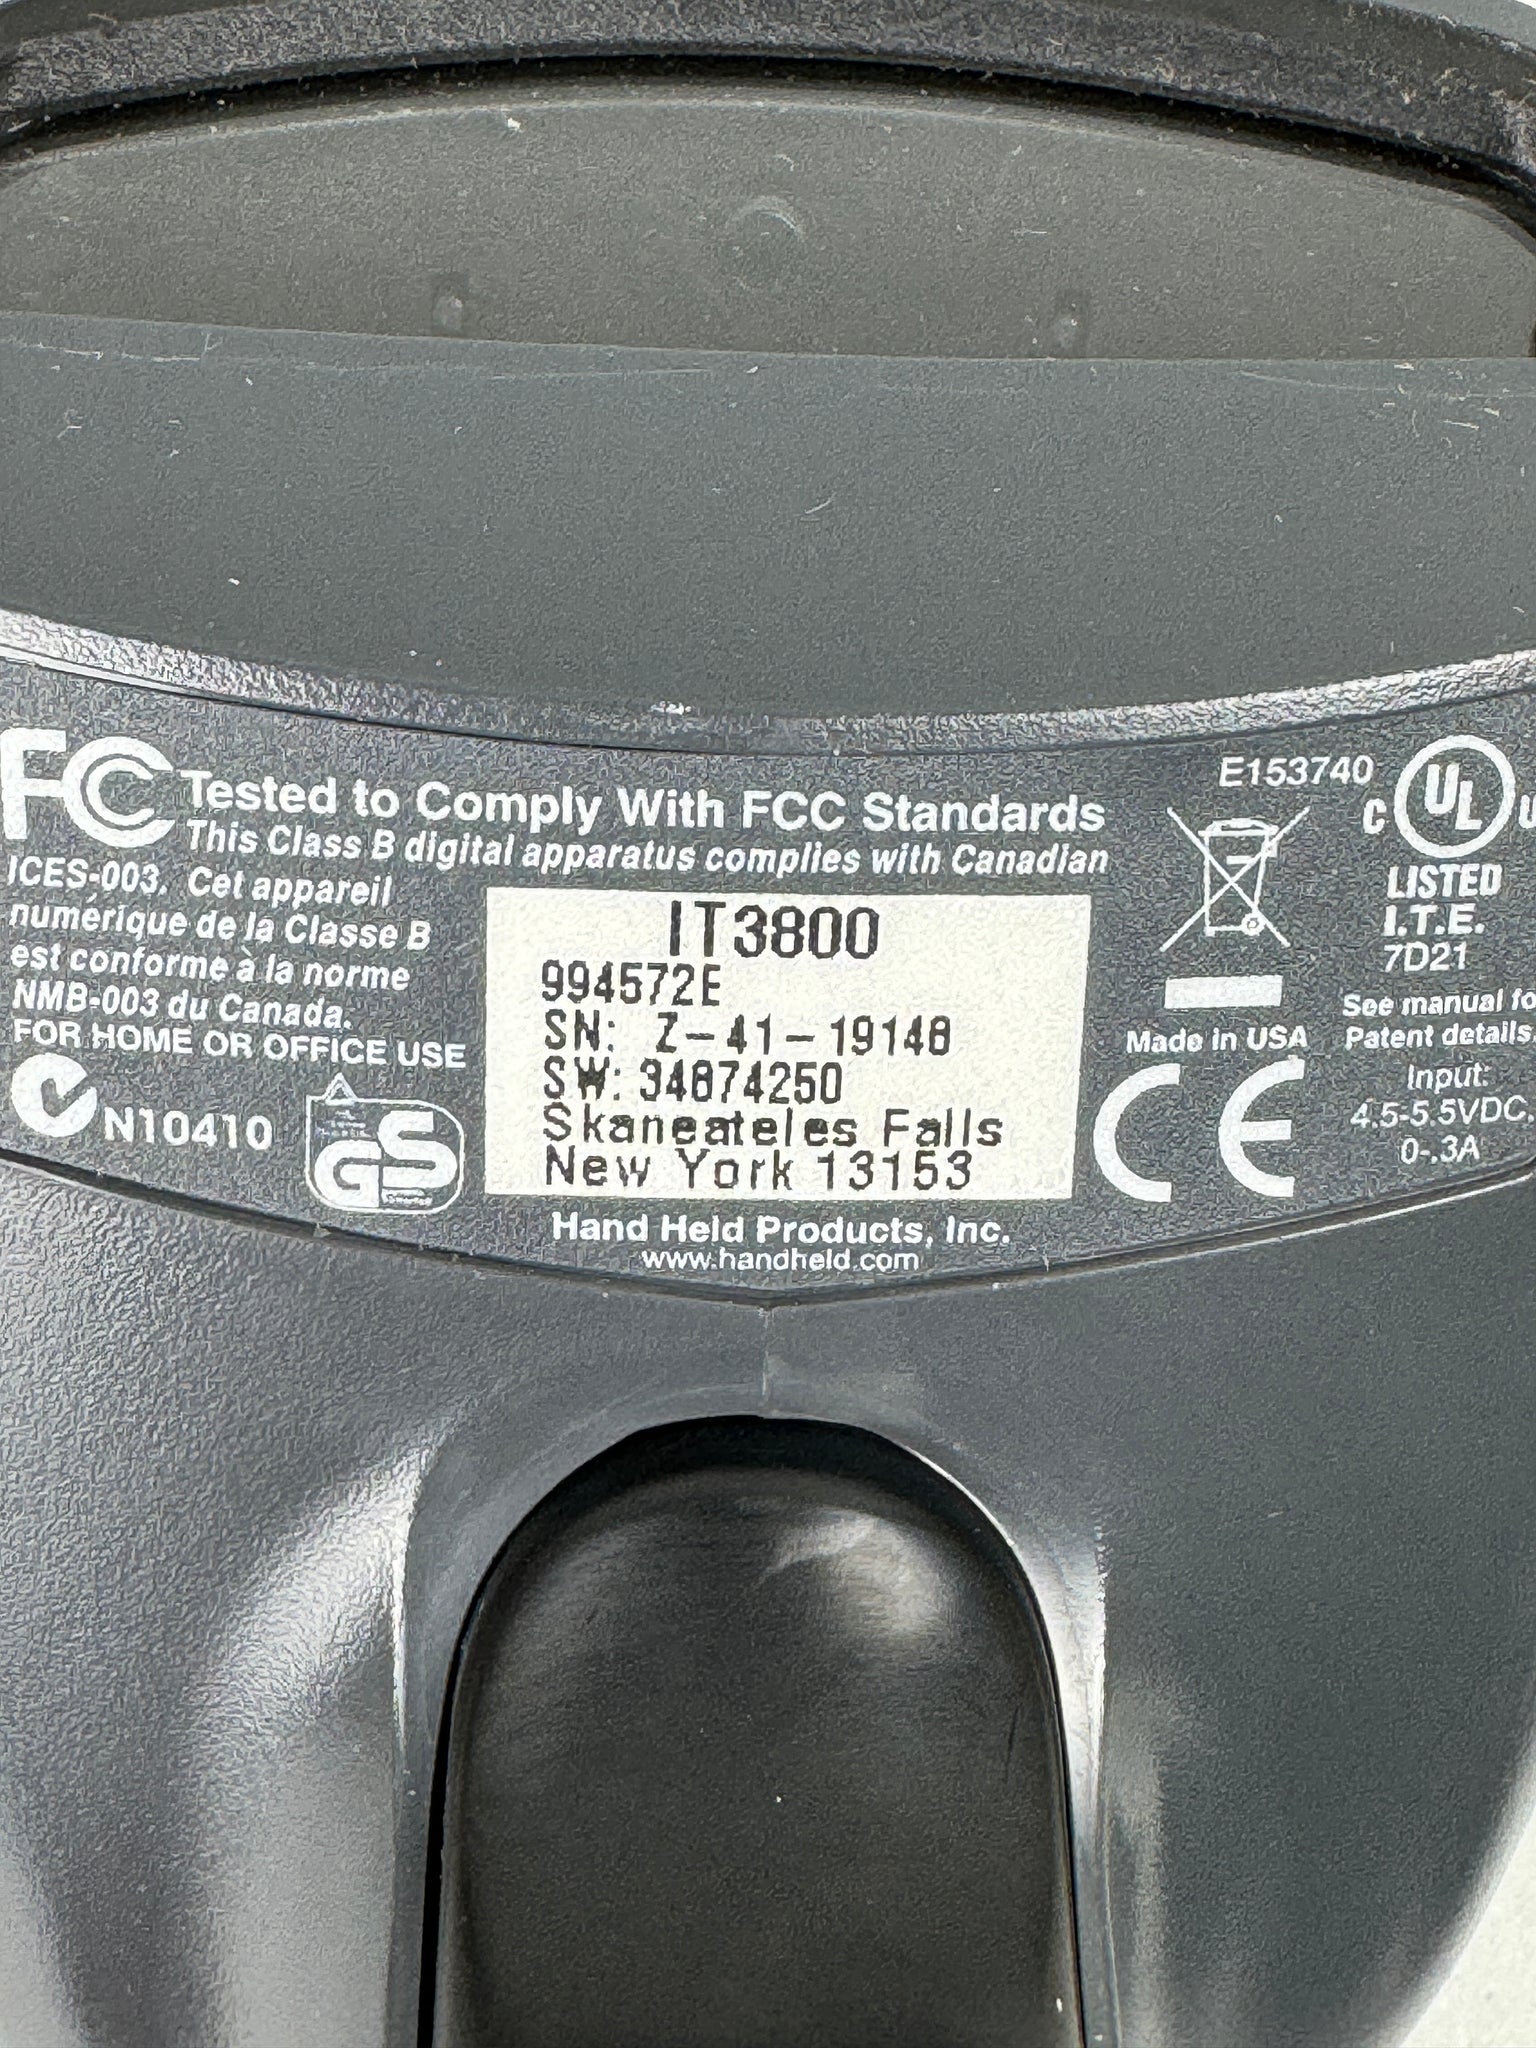 FC Tested to Comply With FCC Standards
This Class B digital apparatus complies with Canadian
ICES-003. Cet appareil
numérique de la Classe B
est conforme à la norme
NMB-003 du Canada.
FOR HOME OR OFFICE USE
N10410
GS
IT3800
994572E
SN: Z-41-19148
SW: 34874250
Skaneateles Falls
New York 13153
Hand Held Products, Inc.
www.handheld.com
E153740
C UL
LISTED
I.T.E.
7D21
Made in USA
CE
See manual fo
Patent details.
Input:
4.5-5.5VDC,
0-.3A